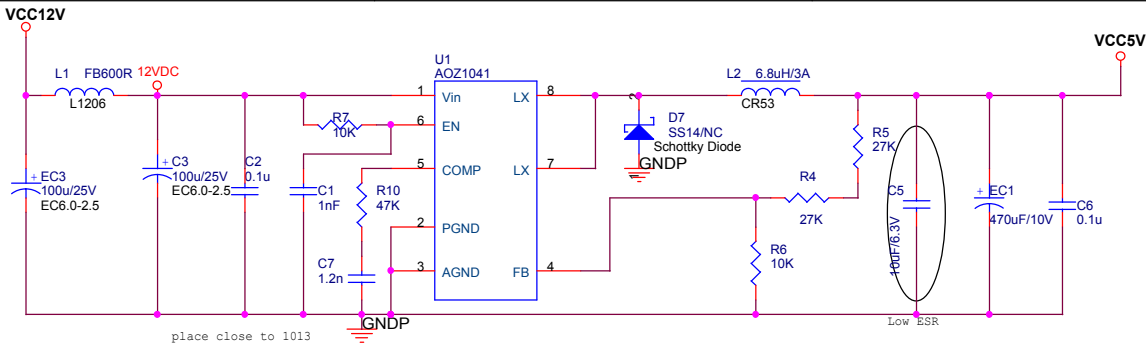 VCC12V
VCC5V
L1 FB600R
L1206
12VDC
U1
AOZ1041
L2 6.8uH/3A
CR53
1 Vin
LX 8
6 EN
5 COMP
LX 7
2 PGND
3 AGND
FB 4
R7
10K
2
D7
SS14/NC
Schottky Diode
1
GNDP
R5
27K
+ EC3
100u/25V
EC6.0-2.5
+ C3
100u/25V
EC6.0-2.5
C2
0.1u
C1
1nF
R10
47K
C7
1.2n
R4
27K
R6
10K
C5
10uF/6.3V
+ EC1
470uF/10V
C6
0.1u
GNDP
place close to 1013
Low ESR